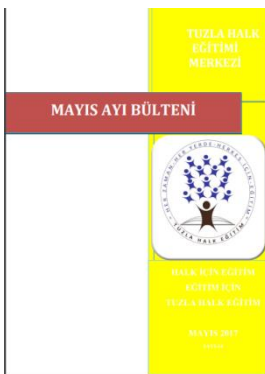 TUZLA HALK
EĞİTİMİ
MERKEZİ
MAYIS AYI BÜLTENİ
HER ZAMAN-HER YERDE-HERKES İÇİN-EĞİTİM
TUZLA HALK EĞİTİM
HALK İÇİN EĞİTİM
EĞİTİM İÇİN
TUZLA HALK EĞİTİM
MAYIS 2017